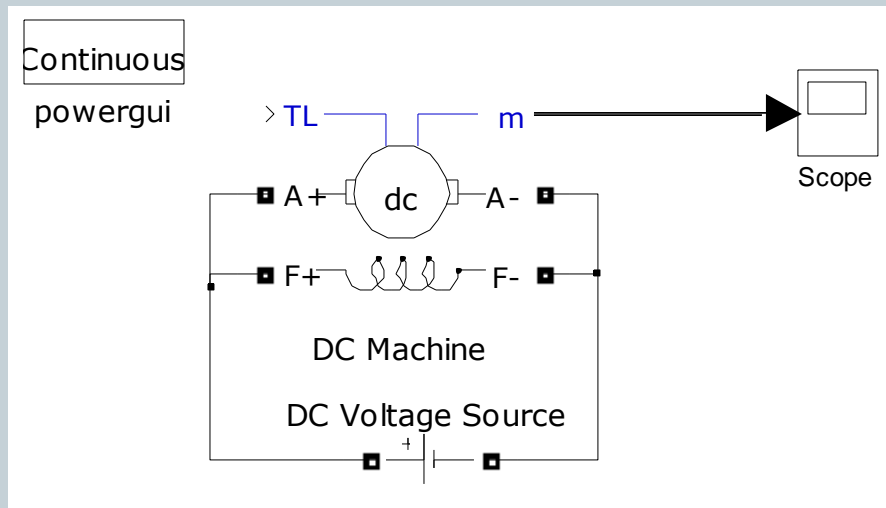 Continuous
powergui
TL
m
Scope
A+
dc
A-
F+
F-
DC Machine
DC Voltage Source
+